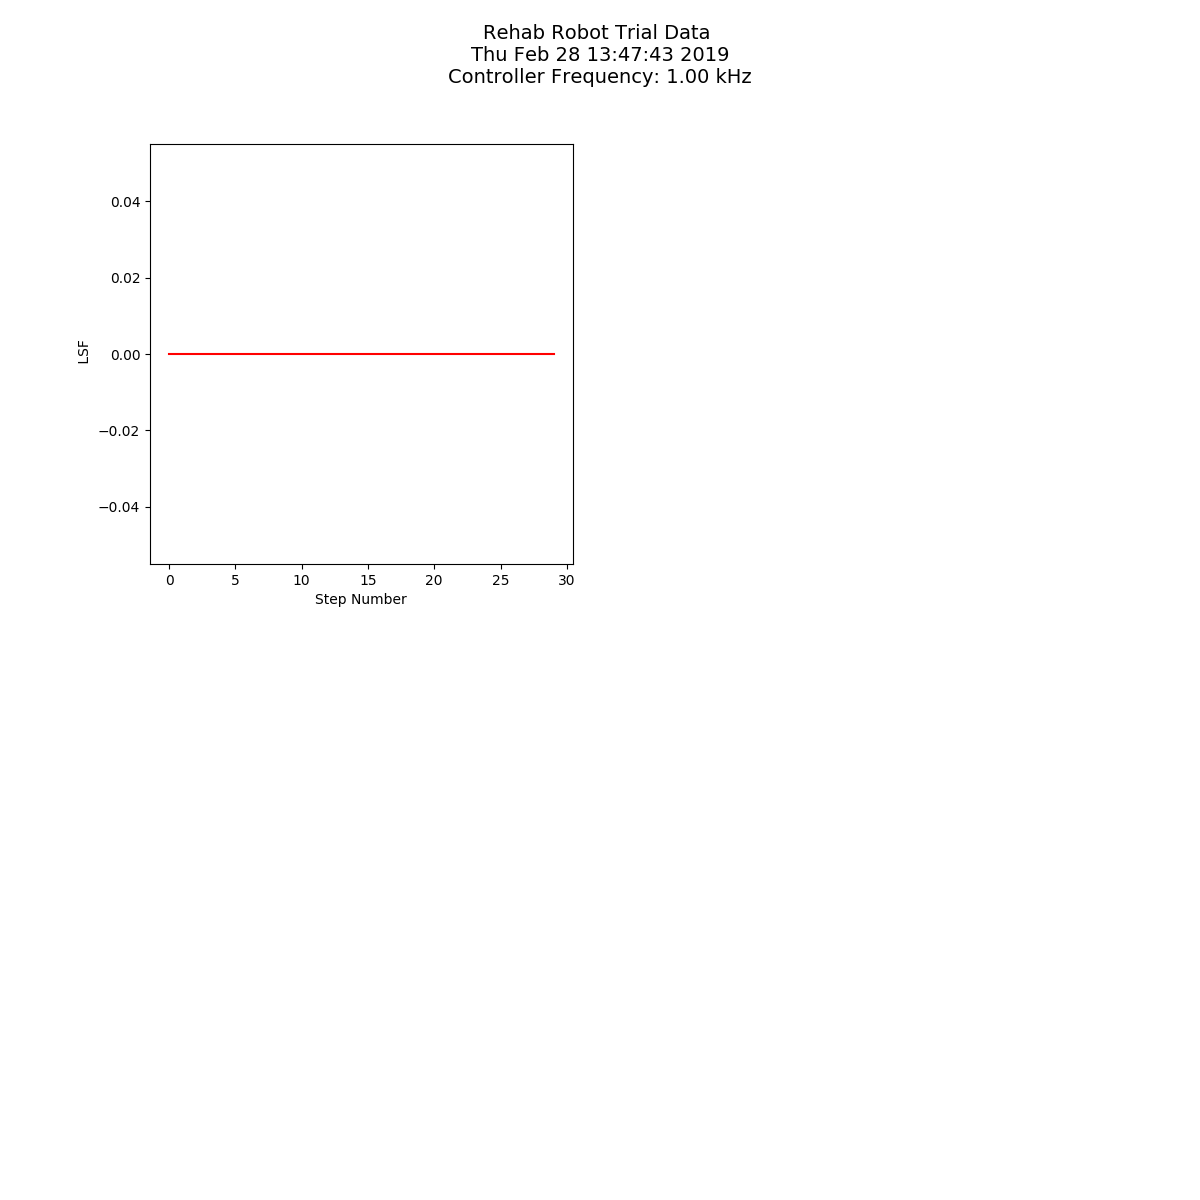 Rehab Robot Trial Data
Thu Feb 28 13:47:43 2019
Controller Frequency: 1.00 kHz
0.04
0.02
0.00
−0.02
−0.04
LSF
0 5 10 15 20 25 30
Step Number